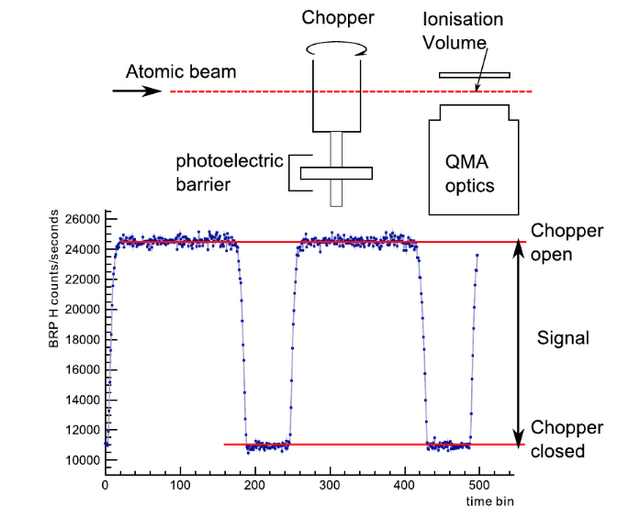 Chopper
Ionisation
Volume
Atomic beam
photoelectric
barrier
QMA
optics
BRP H counts/seconds
26000
24000
22000
20000
18000
16000
14000
12000
10000
Chopper
open
Signal
Chopper
closed
0 100 200 300 400 500
time bin